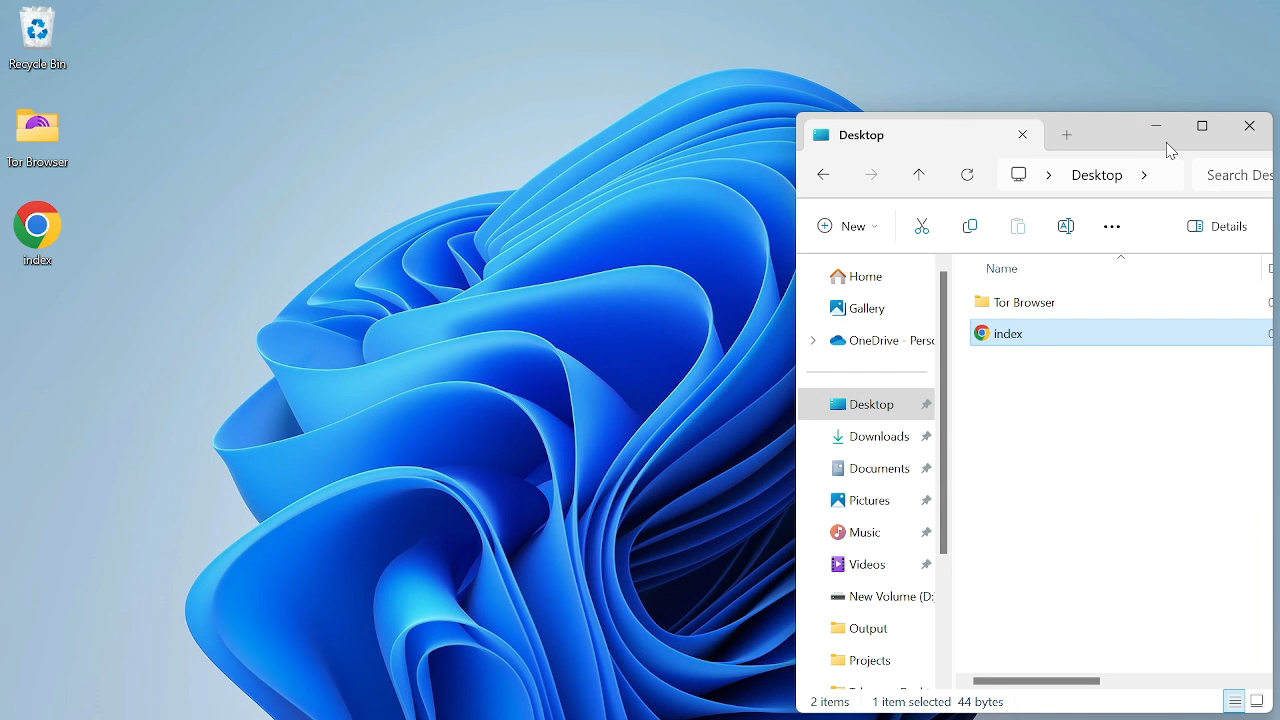 Recycle Bin
Tor Browser
index
Desktop
Desktop
Search Des
New
Details
Home
Gallery
OneDrive - Perso
Desktop
Downloads
Documents
Pictures
Music
Videos
New Volume (D:
Output
Projects
Name
Tor Browser
index
2 items 1 item selected 44 bytes